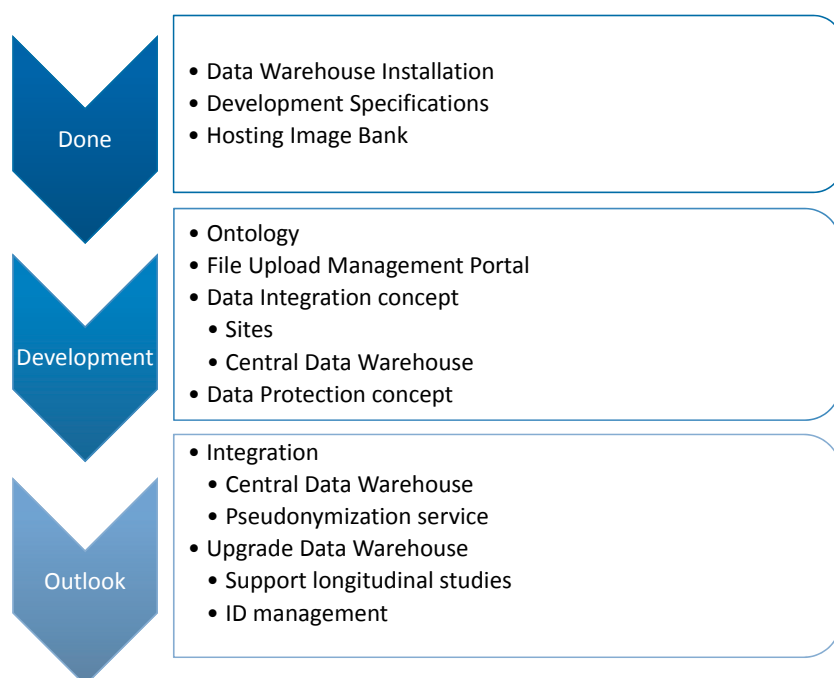 Done
• Data Warehouse Installation
• Development Specifications
• Hosting Image Bank
Development
• Ontology
• File Upload Management Portal
• Data Integration concept
• Sites
• Central Data Warehouse
• Data Protection concept
Outlook
• Integration
• Central Data Warehouse
• Pseudonymization service
• Upgrade Data Warehouse
• Support longitudinal studies
• ID management